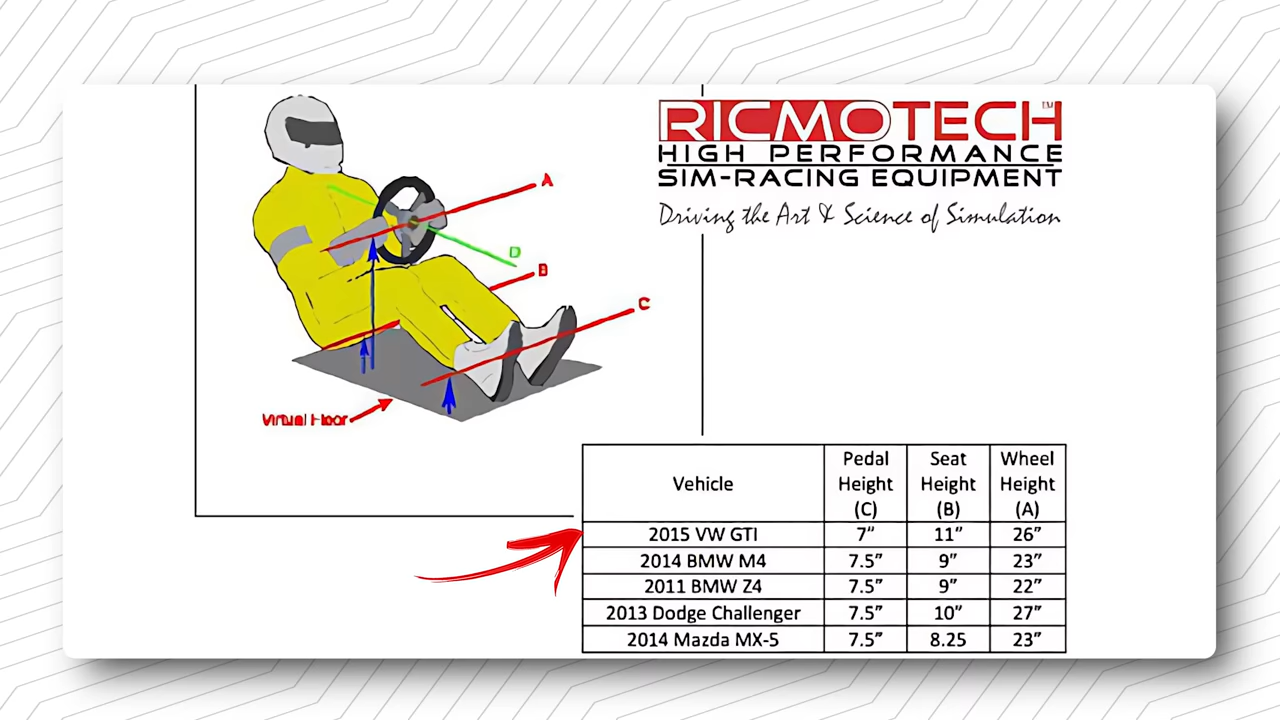 RICMOTECH™
HIGH PERFORMANCE
SIM-RACING EQUIPMENT
Driving the Art & Science of Simulation
A
D
B
C
Virtual Floor
Vehicle Pedal Height (C) Seat Height (B) Wheel Height (A)
2015 VW GTI 7" 11" 26"
2014 BMW M4 7.5" 9" 23"
2011 BMW Z4 7.5" 9" 22"
2013 Dodge Challenger 7.5" 10" 27"
2014 Mazda MX-5 7.5" 8.25 23"